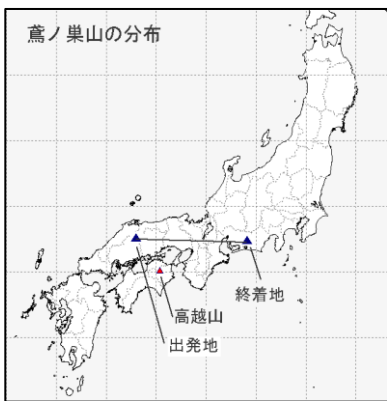 鳶ノ巣山の分布
終着地
高越山
出発地